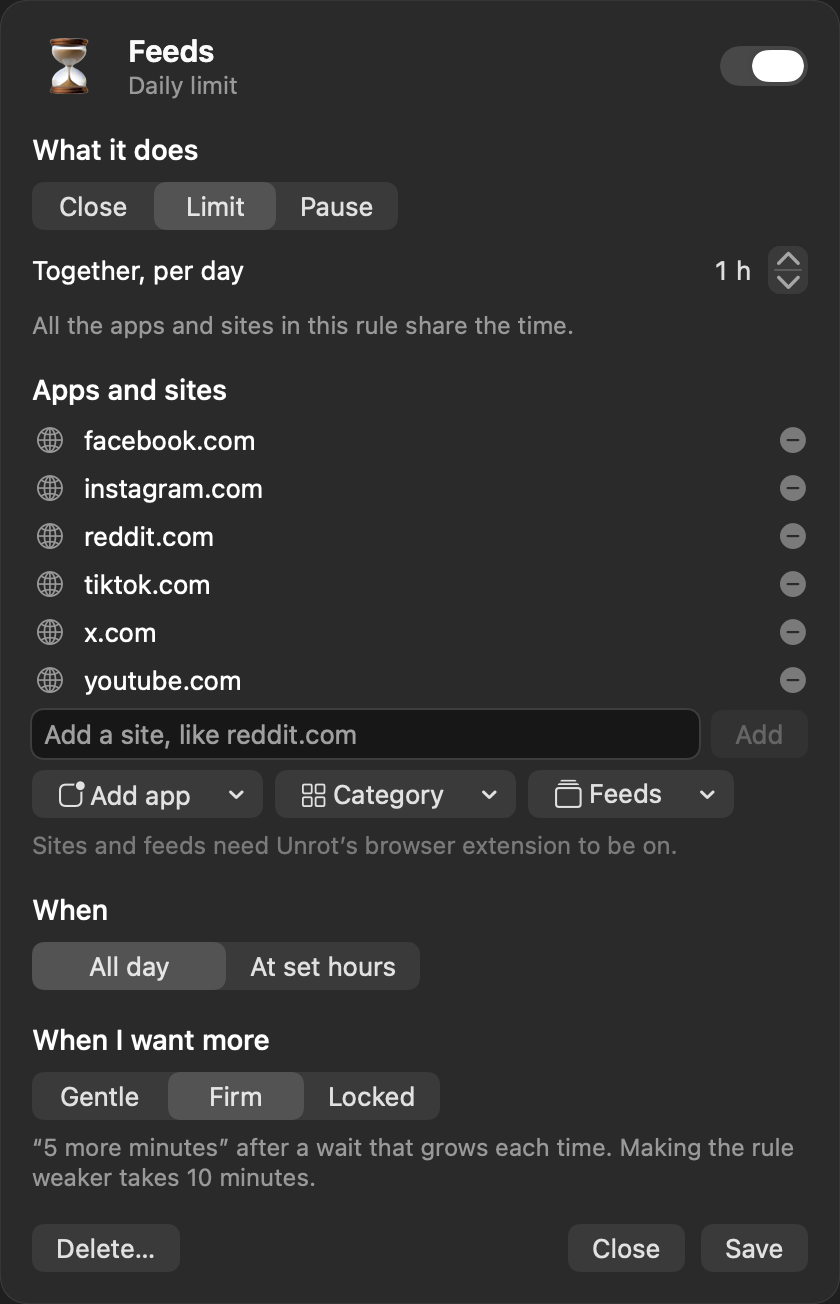 Feeds
Daily limit
What it does
Close Limit Pause
Together, per day 1 h
All the apps and sites in this rule share the time.
Apps and sites
facebook.com
instagram.com
reddit.com
tiktok.com
x.com
youtube.com
Add a site, like reddit.com Add
Add app Category Feeds
Sites and feeds need Unrot’s browser extension to be on.
When
All day At set hours
When I want more
Gentle Firm Locked
“5 more minutes” after a wait that grows each time. Making the rule
weaker takes 10 minutes.
Delete... Close Save